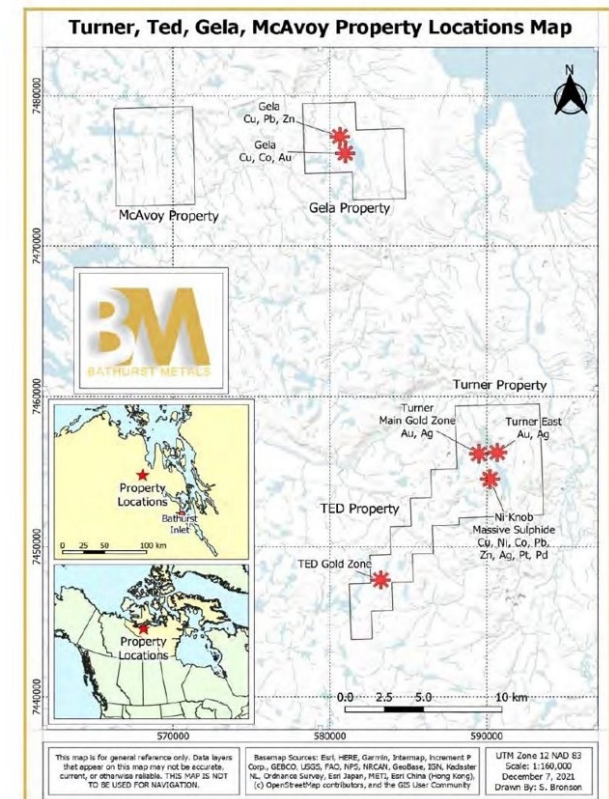 Turner, Ted, Gela, McAvoy Property Locations Map
N
7480000
Gela
Cu, Pb, Zn
Gela
Cu, Co, Au
McAvoy Property
Gela Property
7470000
BM
BATHURST METALS
7460000
Turner Property
Turner
Main Gold Zone
Au, Ag
Turner East
Au, Ag
Property
Locations
Bathurst
Inlet
0 25 50 100 km
TED Property
Ni Knob
Massive Sulphide
Cu, Ni, Co, Pb,
Zn, Ag, Pt, Pd
7450000
TED Gold Zone
Property
Locations
0.0 2.5 5.0 10 km
7440000
570000
580000
590000
This map is for general reference only. Data layers
that appear on this map may not be accurate,
current, or otherwise reliable. THIS MAP IS NOT
TO BE USED FOR NAVIGATION.
Basemap Sources: Esri, HERE, Garmin, Intermap, increment P
Corp., GEBCO, USGS, FAO, NPS, NRCAN, GeoBase, IGN, Kadaster
NL, Ordnance Survey, Esri Japan, METI, Esri China (Hong Kong),
(c) OpenStreetMap contributors, and the GIS User Community
UTM Zone 12 NAD 83
Scale: 1:160,000
December 7, 2021
Drawn By: S. Bronson